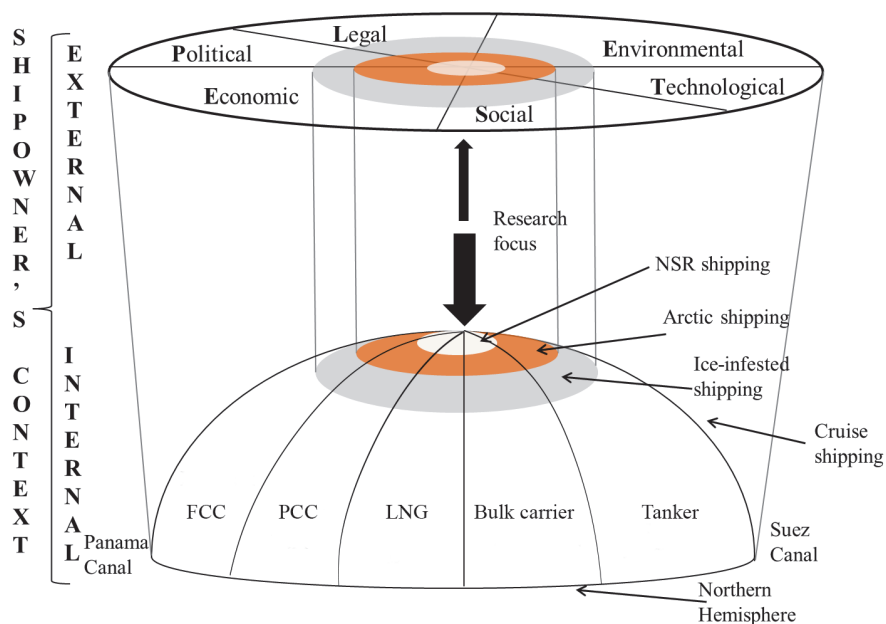 SHIPOWNER'S CONTEXT
EXTERNAL
INTERNAL
Legal
Political
Environmental
Economic
Technological
Social
Research
focus
NSR shipping
Arctic shipping
Ice-infested
shipping
Cruise
shipping
FCC
PCC
LNG
Bulk carrier
Tanker
Panama
Canal
Suez
Canal
Northern
Hemisphere